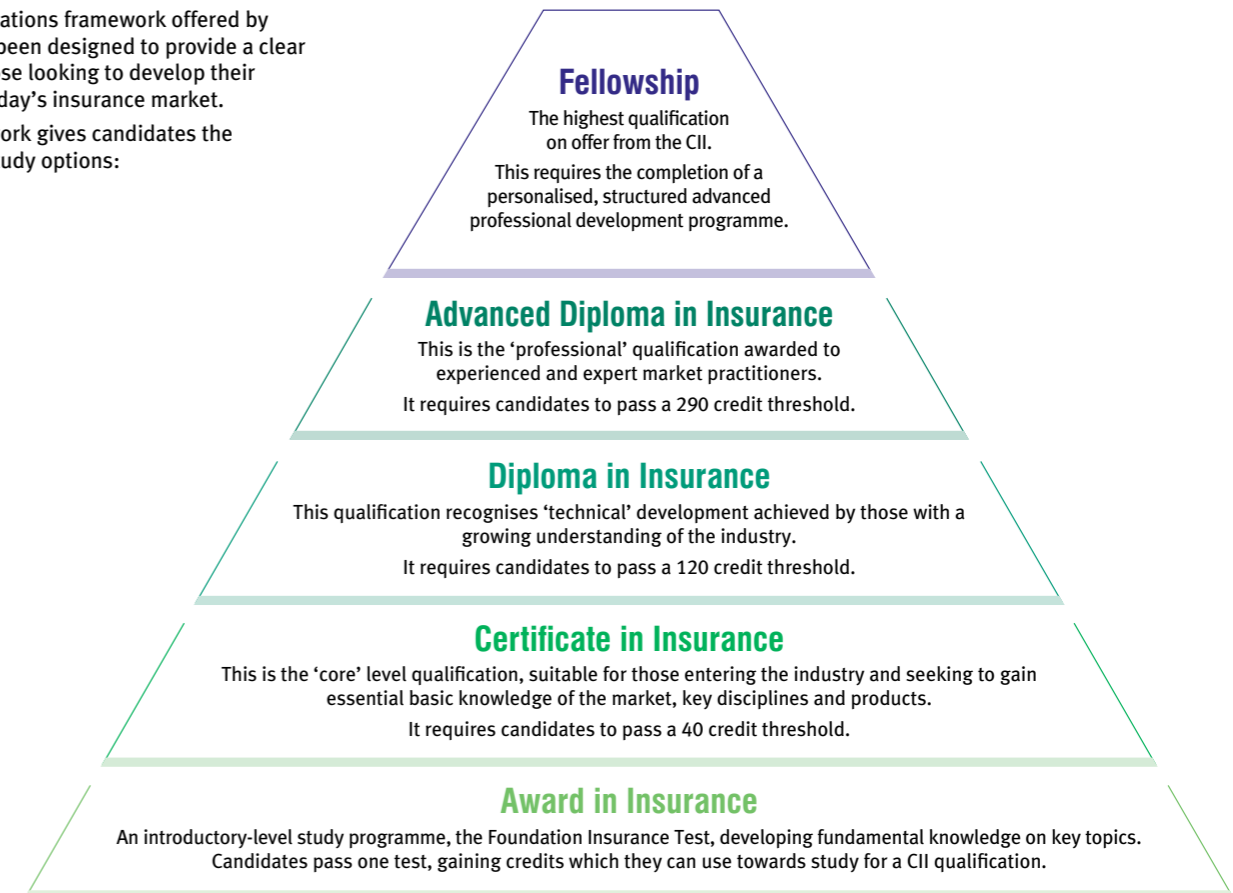 ations framework offered by
been designed to provide a clear
se looking to develop their
day's insurance market.
ork gives candidates the
udy options:
Fellowship
The highest qualification
on offer from the CII.
This requires the completion of a
personalised, structured advanced
professional development programme.
Advanced Diploma in Insurance
This is the ‘professional’ qualification awarded to
experienced and expert market practitioners.
It requires candidates to pass a 290 credit threshold.
Diploma in Insurance
This qualification recognises ‘technical’ development achieved by those with a
growing understanding of the industry.
It requires candidates to pass a 120 credit threshold.
Certificate in Insurance
This is the ‘core’ level qualification, suitable for those entering the industry and seeking to gain
essential basic knowledge of the market, key disciplines and products.
It requires candidates to pass a 40 credit threshold.
Award in Insurance
An introductory-level study programme, the Foundation Insurance Test, developing fundamental knowledge on key topics.
Candidates pass one test, gaining credits which they can use towards study for a CII qualification.